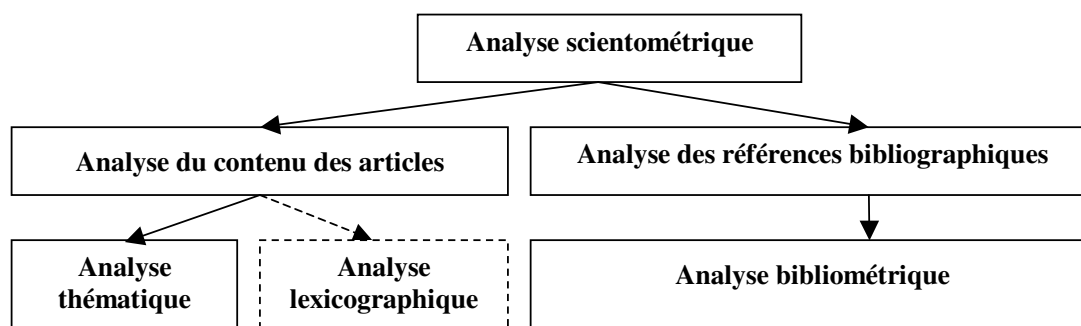 Analyse scientométrique
Analyse du contenu des articles
Analyse des références bibliographiques
Analyse
thématique
Analyse
lexicographique
Analyse bibliométrique